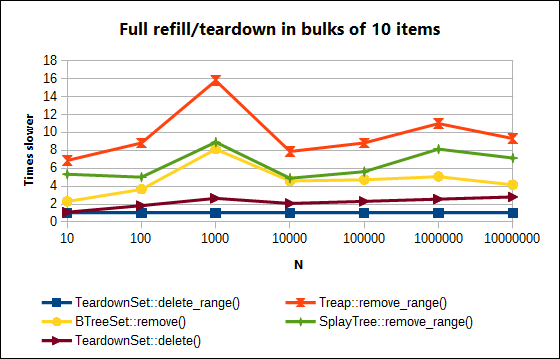 Full refill/teardown in bulks of 10 items
Times slower
18
16
14
12
10
8
6
4
2
0
10 100 1000 10000 100000 1000000 10000000
N
TeardownSet::delete_range() Treap::remove_range()
BTreeSet::remove() SplayTree::remove_range()
TeardownSet::delete()